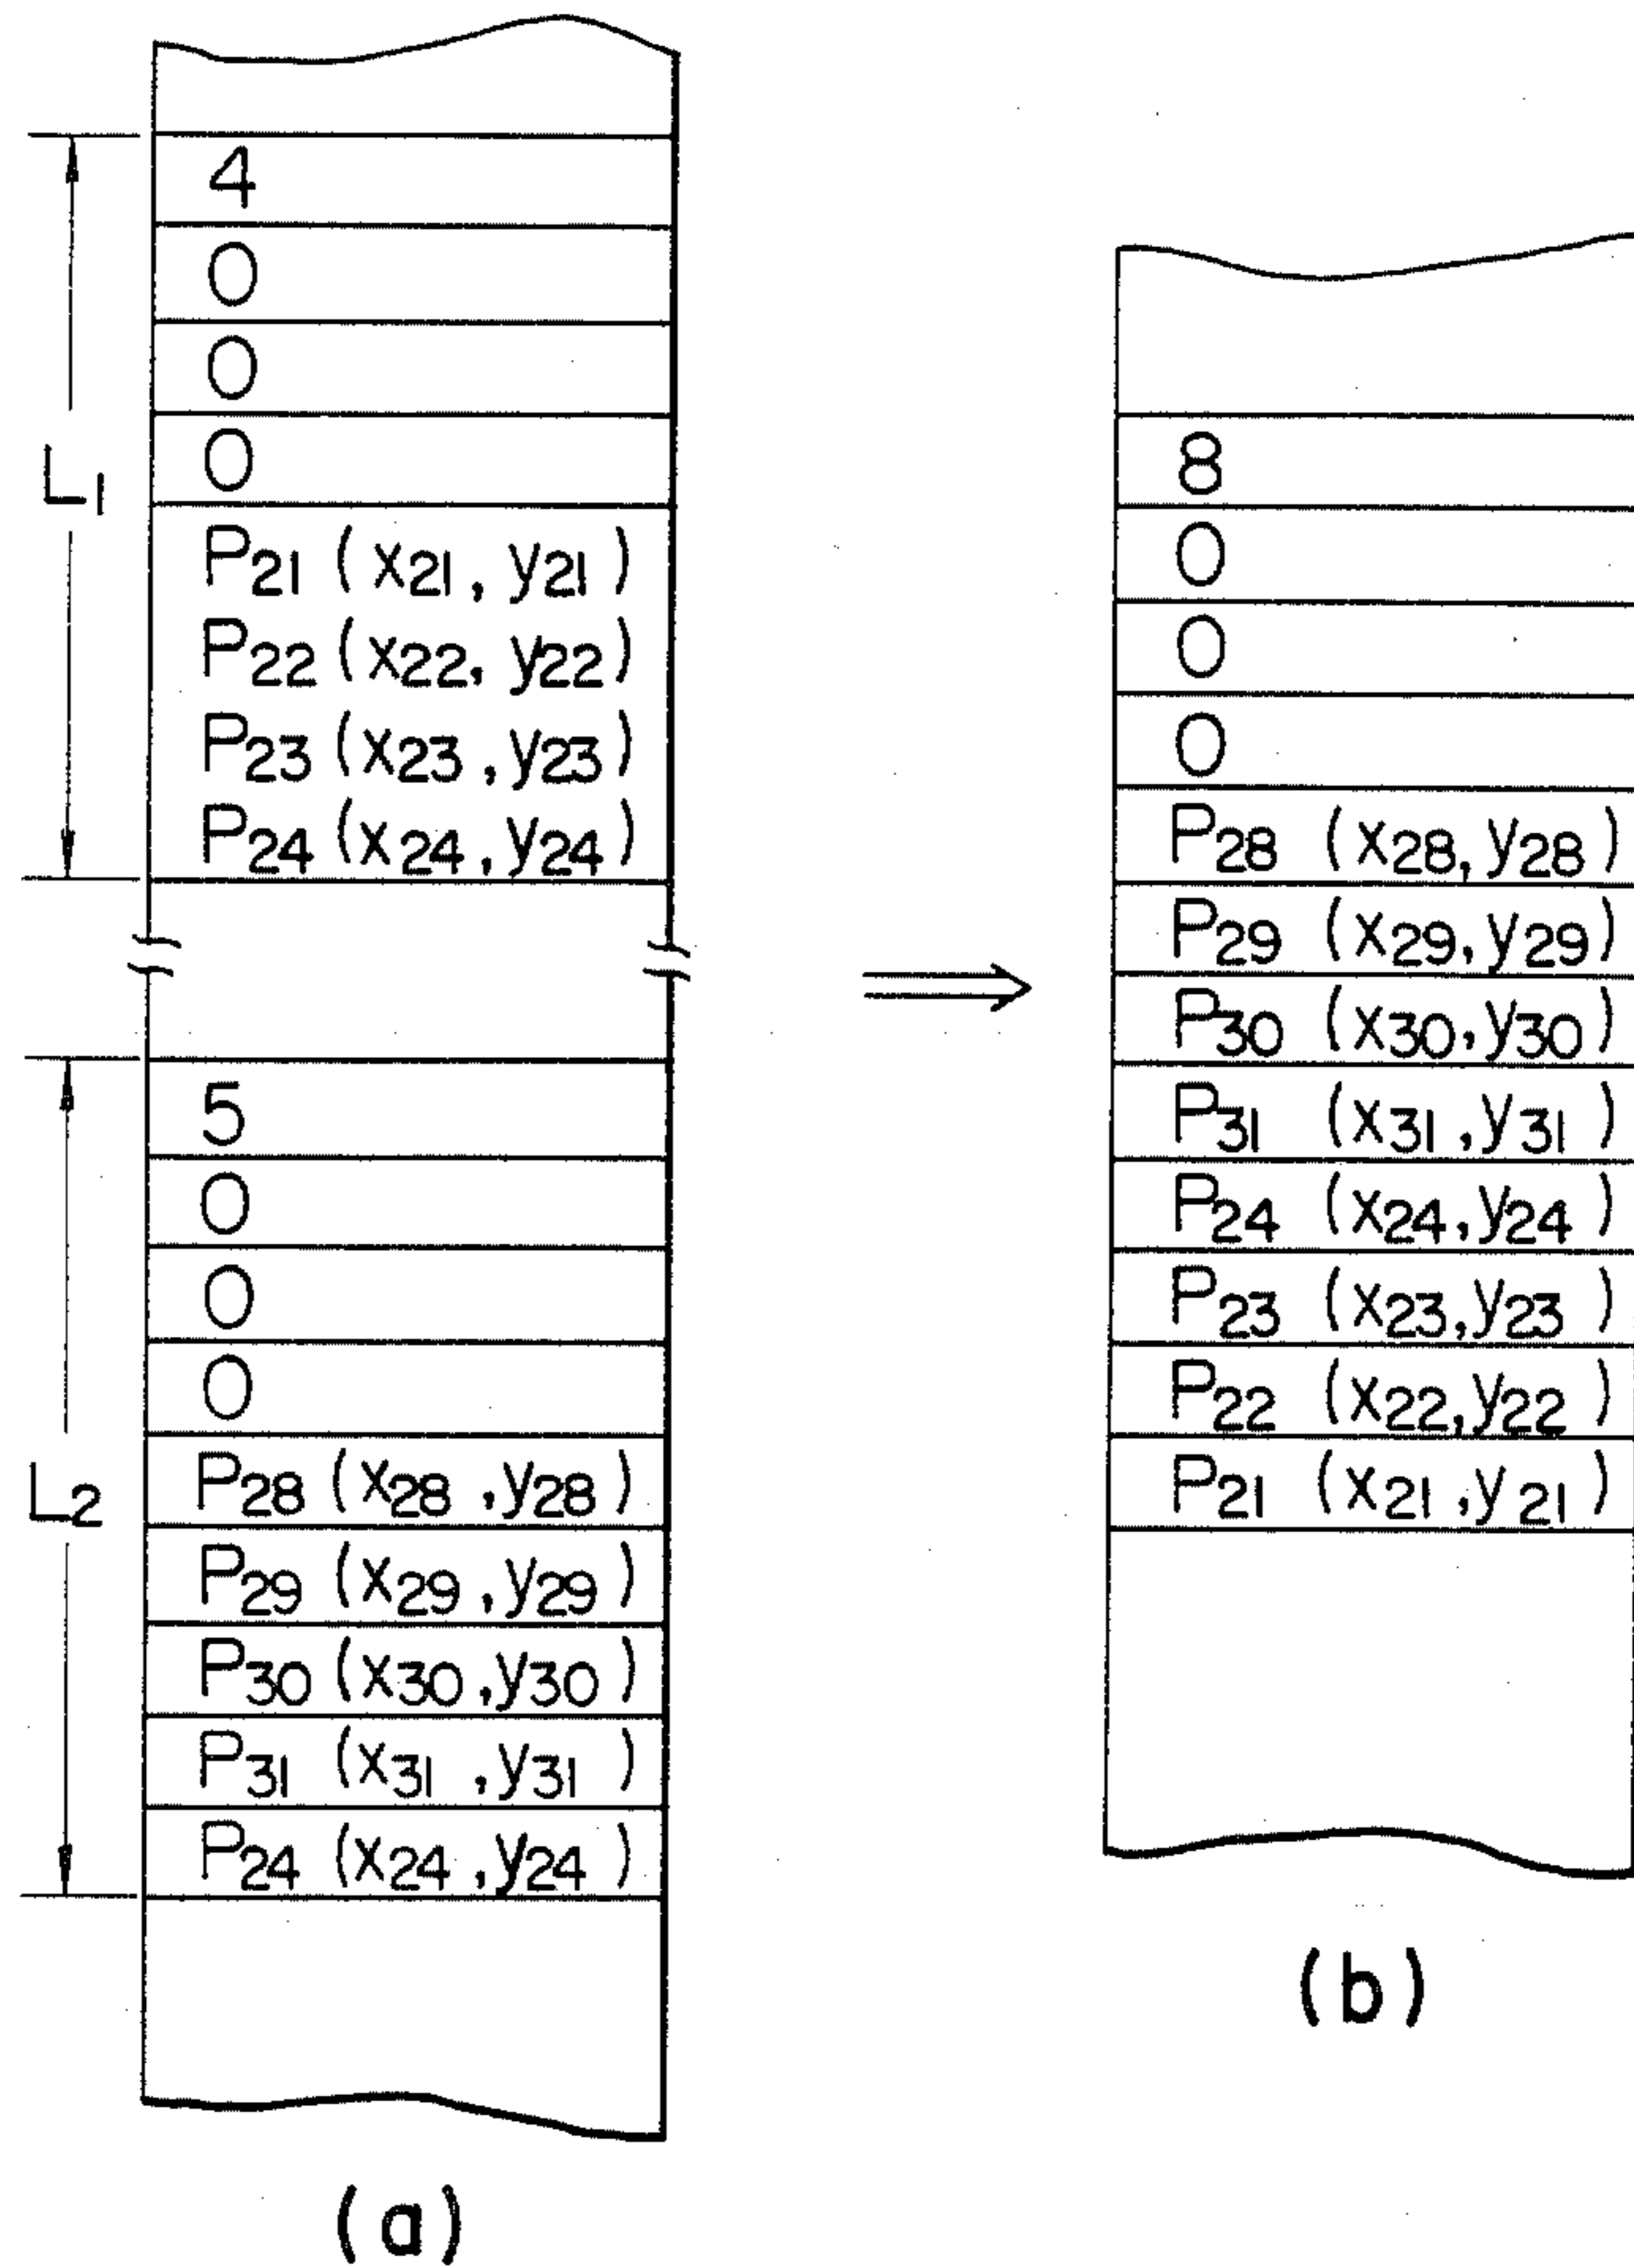 L1
4
0
0
0
P21 (x21, y21)
P22 (x22, y22)
P23 (x23, y23)
P24 (x24, y24)
L2
5
0
0
0
P28 (x28, y28)
P29 (x29, y29)
P30 (x30, y30)
P31 (x31, y31)
P24 (x24, y24)
(a)
8
0
0
0
P28 (x28, y28)
P29 (x29, y29)
P30 (x30, y30)
P31 (x31, y31)
P24 (x24, y24)
P23 (x23, y23)
P22 (x22, y22)
P21 (x21, y21)
(b)